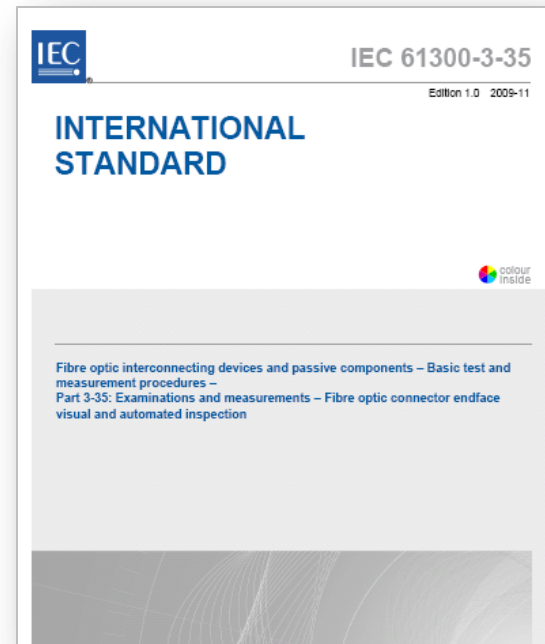 IEC
®
IEC 61300-3-35
Edition 1.0 2009-11
INTERNATIONAL
STANDARD
colour
inside
Fibre optic interconnecting devices and passive components – Basic test and
measurement procedures –
Part 3-35: Examinations and measurements – Fibre optic connector endface
visual and automated inspection